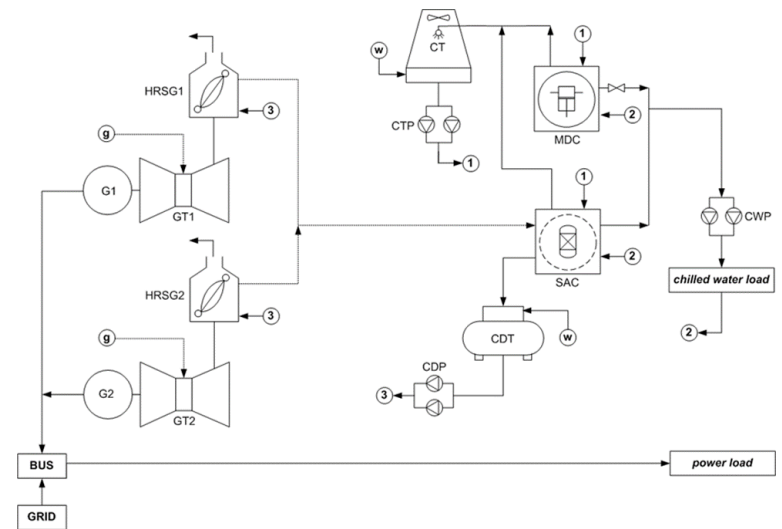 CT
1
w
HRSG1
3
MDC
2
CTP
g
1
G1
GT1
1
CWP
SAC
2
chilled water load
HRSG2
3
CDT
w
2
g
CDP
3
G2
GT2
BUS
power load
GRID